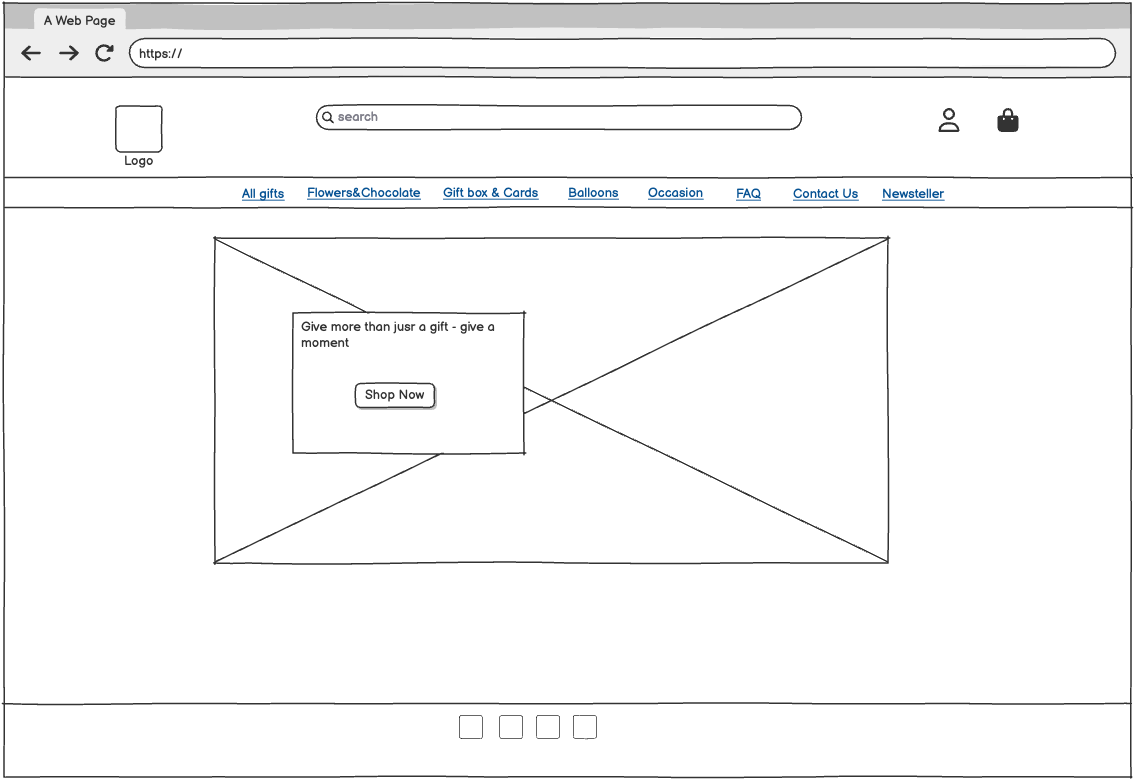 A Web Page
https://
search
Logo
All gifts Flowers&Chocolate Gift box & Cards Balloons Occasion FAQ Contact Us Newsteller
Give more than jusr a gift - give a
moment
Shop Now